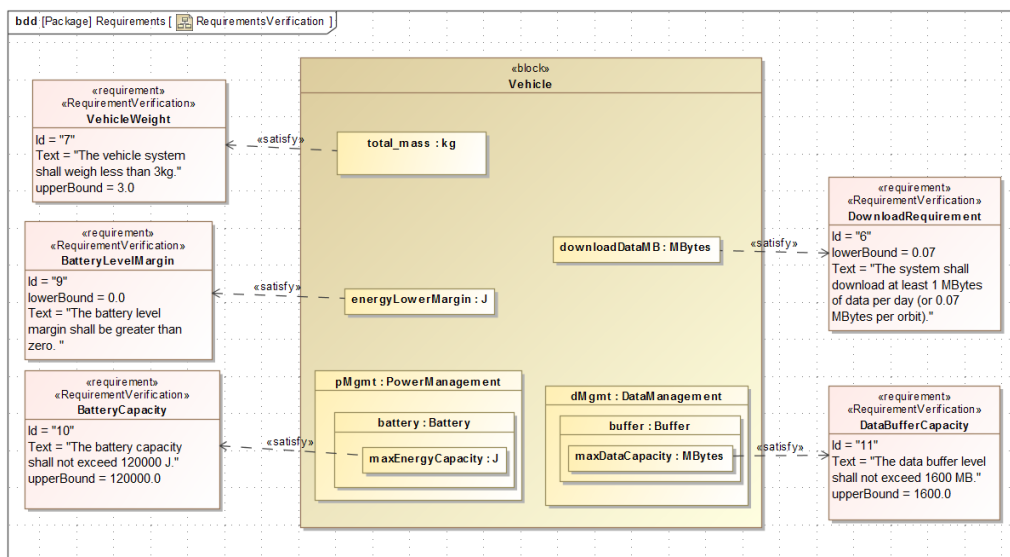 bdd [Package] Requirements [ RequirementsVerification ]
«block»
Vehicle
«requirement»
«RequirementVerification»
VehicleWeight
Id = "7"
Text = "The vehicle system
shall weigh less than 3kg."
upperBound = 3.0
«satisfy»
total_mass : kg
«requirement»
«RequirementVerification»
BatteryLevelMargin
Id = "9"
lowerBound = 0.0
Text = "The battery level
margin shall be greater than
zero. "
«satisfy»
energyLowerMargin : J
downloadDataMB : MBytes
«satisfy»
«requirement»
«RequirementVerification»
DownloadRequirement
Id = "6"
lowerBound = 0.07
Text = "The system shall
download at least 1 MBytes
of data per day (or 0.07
MBytes per orbit)."
«requirement»
«RequirementVerification»
BatteryCapacity
Id = "10"
Text = "The battery capacity
shall not exceed 120000 J."
upperBound = 120000.0
«satisfy»
pMgmt : PowerManagement
battery : Battery
maxEnergyCapacity : J
dMgmt : DataManagement
buffer : Buffer
maxDataCapacity : MBytes
«satisfy»
«requirement»
«RequirementVerification»
DataBufferCapacity
Id = "11"
Text = "The data buffer level
shall not exceed 1600 MB."
upperBound = 1600.0